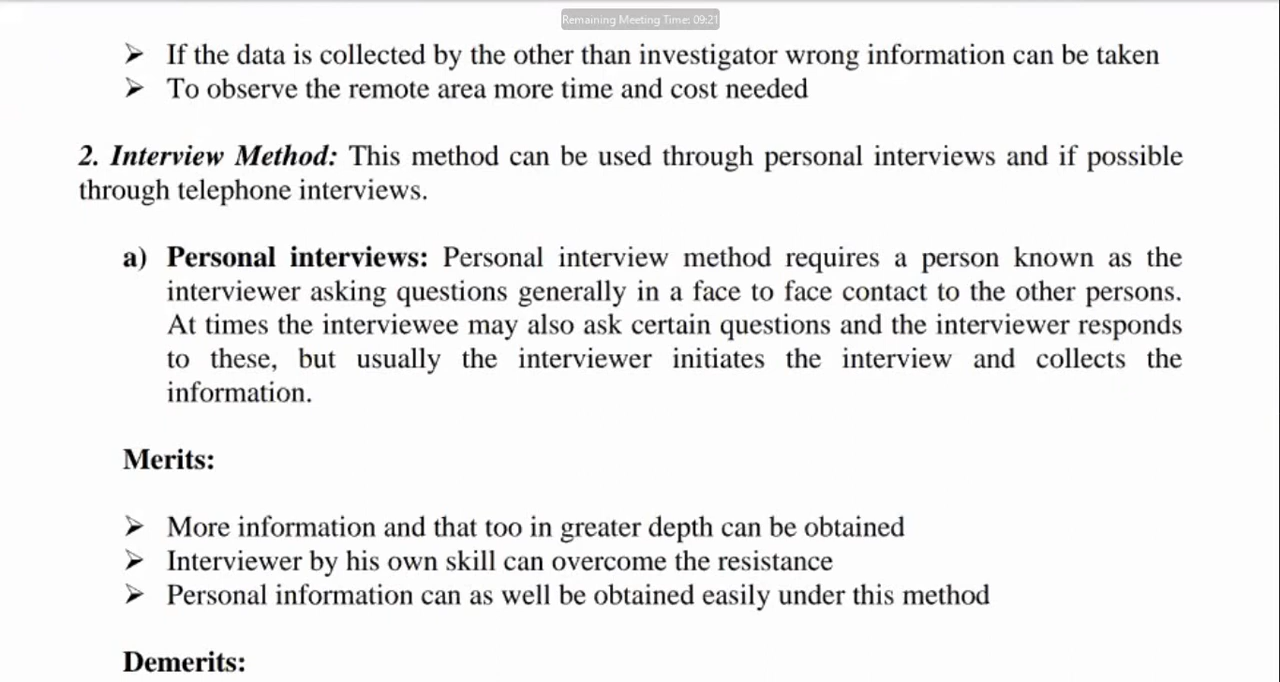 Remaining Meeting Time: 09:21
➢ If the data is collected by the other than investigator wrong information can be taken
➢ To observe the remote area more time and cost needed
2. Interview Method: This method can be used through personal interviews and if possible
through telephone interviews.
a) Personal interviews: Personal interview method requires a person known as the
interviewer asking questions generally in a face to face contact to the other persons.
At times the interviewee may also ask certain questions and the interviewer responds
to these, but usually the interviewer initiates the interview and collects the
information.
Merits:
➢ More information and that too in greater depth can be obtained
➢ Interviewer by his own skill can overcome the resistance
➢ Personal information can as well be obtained easily under this method
Demerits: